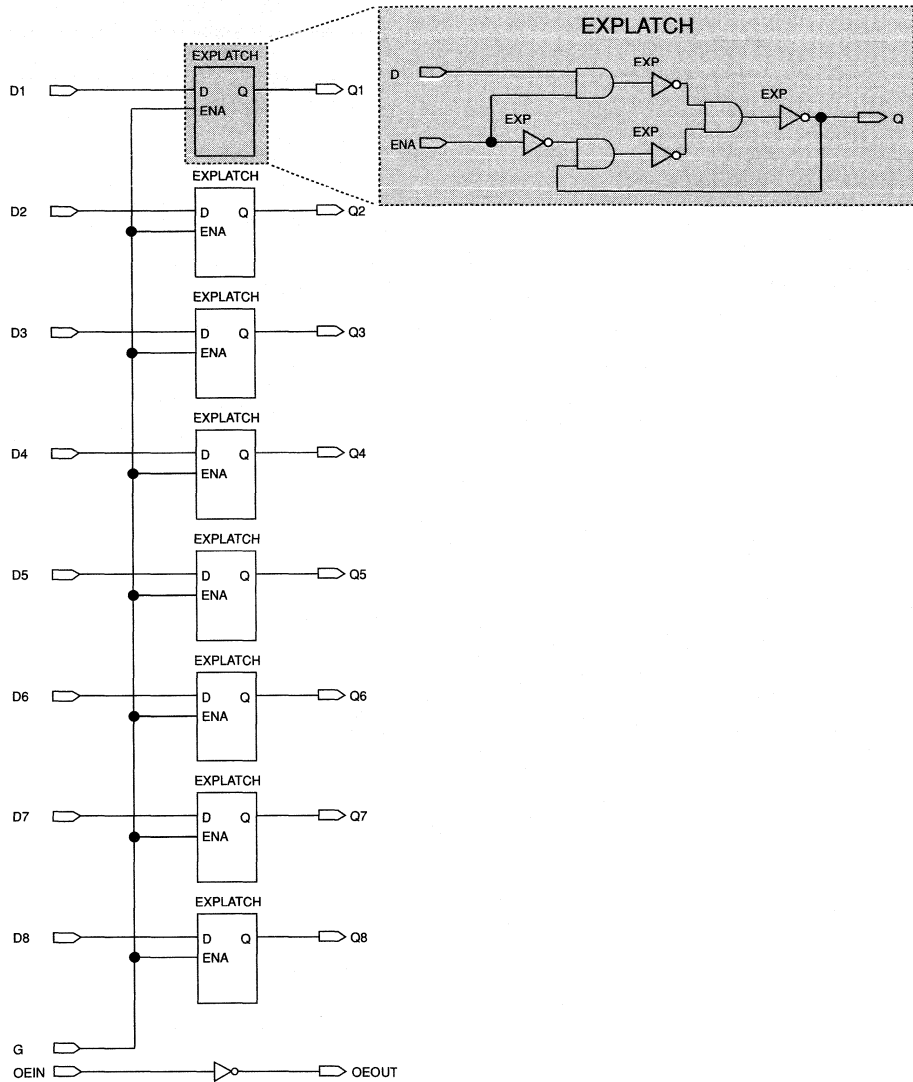 EXPLATCH
D1
D
Q
ENA
Q1
EXPLATCH
D
ENA
EXP
EXP
EXP
EXP
Q
EXPLATCH
D2
D
Q
ENA
Q2
EXPLATCH
D3
D
Q
ENA
Q3
EXPLATCH
D4
D
Q
ENA
Q4
EXPLATCH
D5
D
Q
ENA
Q5
EXPLATCH
D6
D
Q
ENA
Q6
EXPLATCH
D7
D
Q
ENA
Q7
EXPLATCH
D8
D
Q
ENA
Q8
G
OEIN
OEOUT